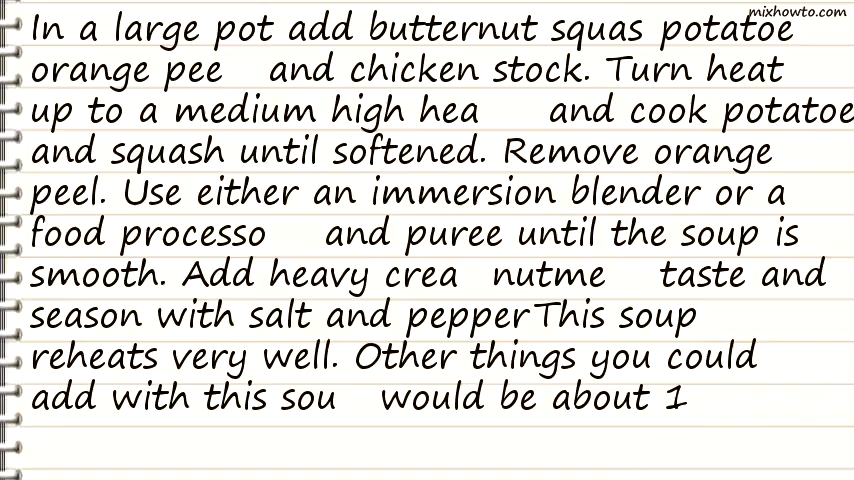 mixhowto.com
In a large pot add butternut squas potatoe
orange pee and chicken stock. Turn heat
up to a medium high hea and cook potatoe
and squash until softened. Remove orange
peel. Use either an immersion blender or a
food processo and puree until the soup is
smooth. Add heavy crea nutme taste and
season with salt and pepperThis soup
reheats very well. Other things you could
add with this sou would be about 1